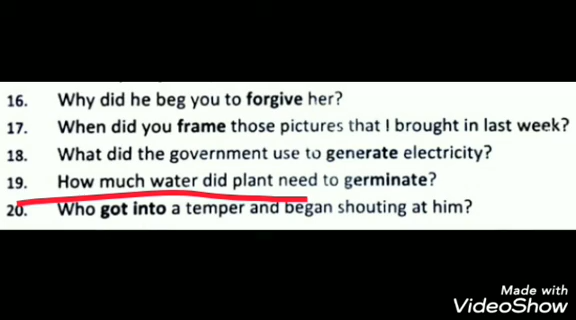 16. Why did he beg you to forgive her?
17. When did you frame those pictures that I brought in last week?
18. What did the government use to generate electricity?
19. How much water did plant need to germinate?
20. Who got into a temper and began shouting at him?
Made with
VideoShow